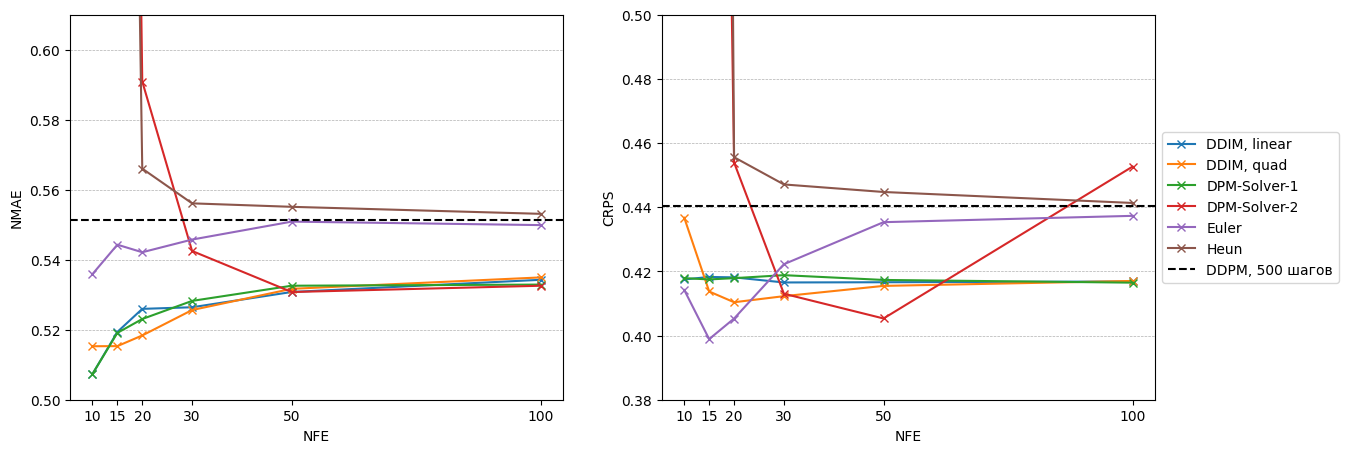 0.60
0.58
0.56
0.54
0.52
0.50
NMAE
10 15 20 30 50 100
NFE
0.50
0.48
0.46
0.44
0.42
0.40
0.38
CRPS
10 15 20 30 50 100
NFE
DDIM, linear
DDIM, quad
DPM-Solver-1
DPM-Solver-2
Euler
Heun
DDPM, 500 шагов